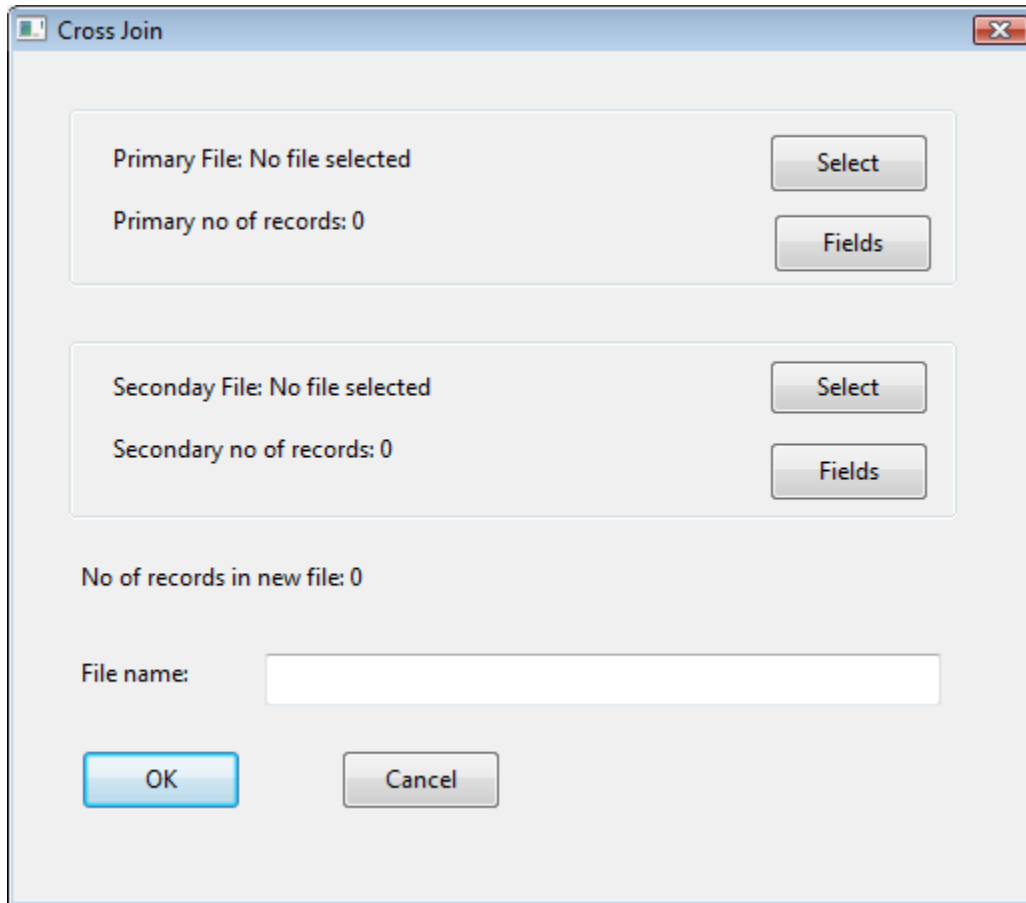 Cross Join
Primary File: No file selected
Select
Primary no of records: 0
Fields
Seconday File: No file selected
Select
Secondary no of records: 0
Fields
No of records in new file: 0
File name:
OK
Cancel